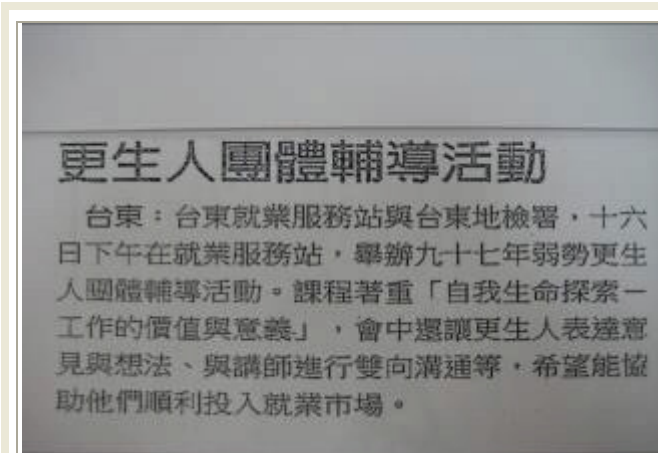 更生人團體輔導活動
台東：台東就業服務站與台東地檢署，十六
日下午在就業服務站，舉辦九十七年弱勢更生
人團體輔導活動。課程著重「自我生命探索－
工作的價值與意義」，會中還讓更生人表達意
見與想法、與講師進行雙向溝通等，希望能協
助他們順利投入就業市場。